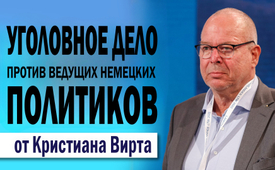 УГОЛОВНОЕ ДЕЛО
ПРОТИВ ВЕДУЩИХ НЕМЕЦКИХ
ПОЛИТИКОВ
от Кристиана Вирта